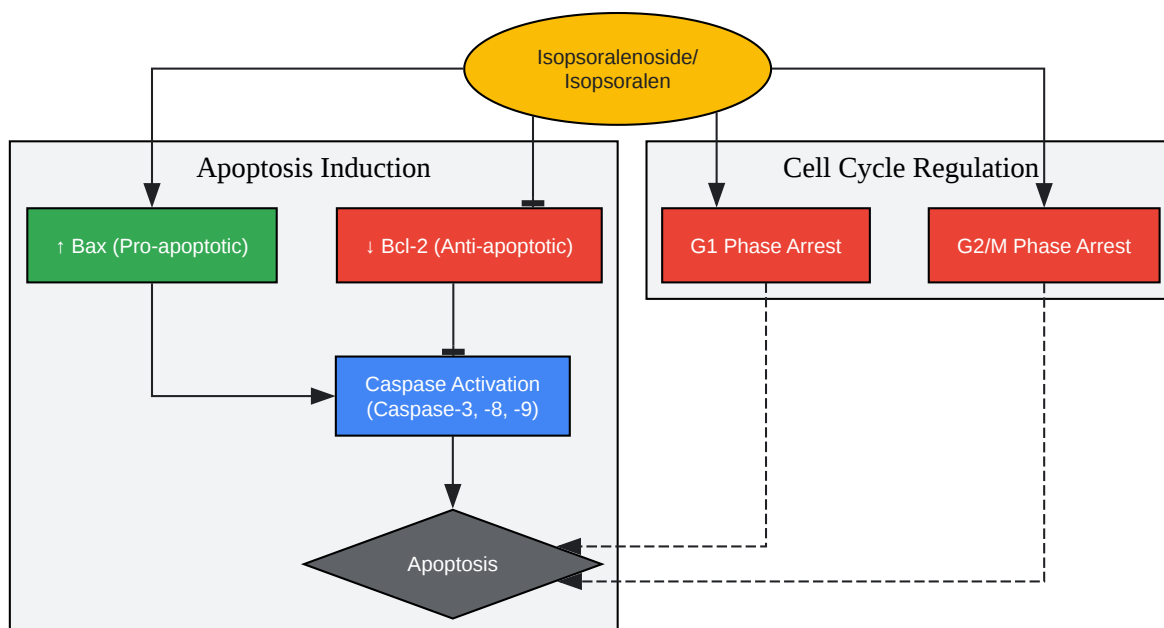 Isopsoralenoside/
Isopsoralen
Apoptosis Induction
Cell Cycle Regulation
↑ Bax (Pro-apoptotic)
↓ Bcl-2 (Anti-apoptotic)
G1 Phase Arrest
G2/M Phase Arrest
Caspase Activation
(Caspase-3, -8, -9)
Apoptosis